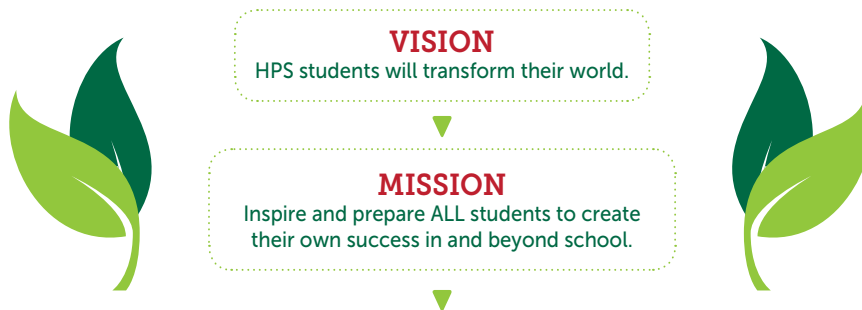 VISION
HPS students will transform their world.
MISSION
Inspire and prepare ALL students to create
their own success in and beyond school.